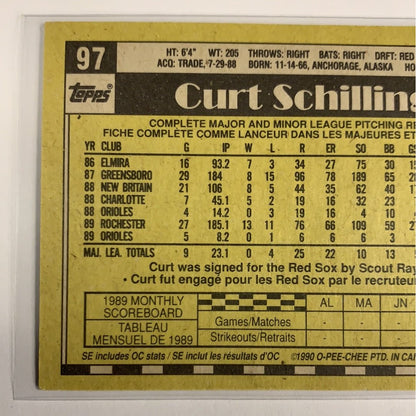 97 HT: 6'4" WT: 205 THROWS: RIGHT BATS: RIGHT DRFT: RED
ACQ: TRADE, 7-29-88 BORN: 11-14-66, ANCHORAGE, ALASKA HO
Topps Curt Schilling
COMPLETE MAJOR AND MINOR LEAGUE PITCHING RE
FICHE COMPLÈTE COMME LANCEUR DANS LES MAJEURES ET
YR CLUB G IP W L R ER SO BB GS
86 ELMIRA 16 93.2 7 3 34 27 75 30 15
87 GREENSBORO 29 184 8 15 96 78 189 65 28
88 NEW BRITAIN 21 106 8 5 44 35 62 40 17
88 CHARLOTTE 7 45.1 5 2 19 16 32 23
88 ORIOLES 4 14.2 0 3 19 16 4 10
89 ROCHESTER 27 185.1 13 11 76 66 109 59 27
89 ORIOLES 5 8.2 0 1 6 6 6 3
MAJ. LEA. TOTALS 9 23.1 0 4 25 22 10 13
Curt was signed for the Red Sox by Scout Ray
• Curt fut engagé pour les Red Sox par le recruteu
1989 MONTHLY SCOREBOARD AL MA JN
TABLEAU MENSUEL DE 1989 Games/Matches - - -
Strikeouts/Retraits - - -
SE includes OC stats / SE inclut les résultats d'OC ©1990 O-PEE-CHEE PTD. IN CAN